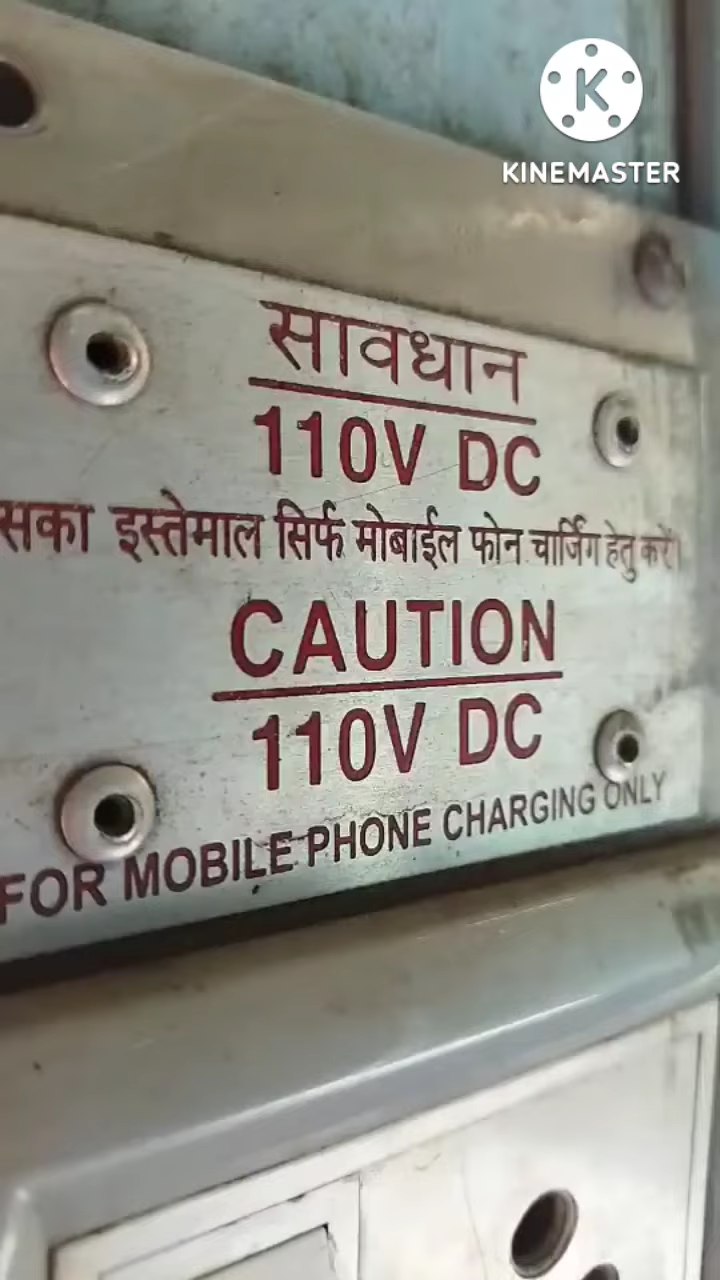 KINEMASTER
सावधान
110V DC
सका इस्तेमाल सिर्फ मोबाईल फोन चार्जिंग हेतु करें।
CAUTION
110V DC
FOR MOBILE PHONE CHARGING ONLY